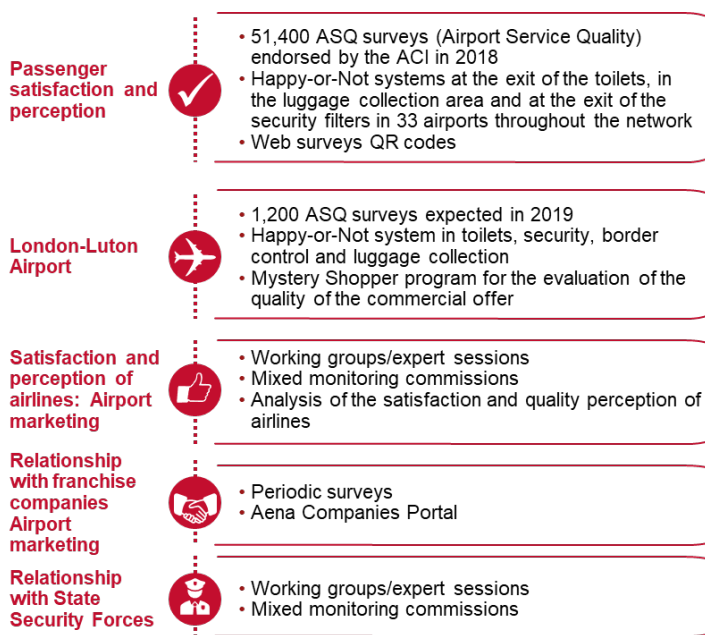 Passenger
satisfaction and
perception
• 51,400 ASQ surveys (Airport Service Quality)
endorsed by the ACI in 2018
• Happy-or-Not systems at the exit of the toilets, in
the luggage collection area and at the exit of the
security filters in 33 airports throughout the network
• Web surveys QR codes
London-Luton
Airport
• 1,200 ASQ surveys expected in 2019
• Happy-or-Not system in toilets, security, border
control and luggage collection
• Mystery Shopper program for the evaluation of the
quality of the commercial offer
Satisfaction and
perception of
airlines: Airport
marketing
• Working groups/expert sessions
• Mixed monitoring commissions
• Analysis of the satisfaction and quality perception of
airlines
Relationship
with franchise
companies
Airport
marketing
• Periodic surveys
• Aena Companies Portal
Relationship
with State
Security Forces
• Working groups/expert sessions
• Mixed monitoring commissions